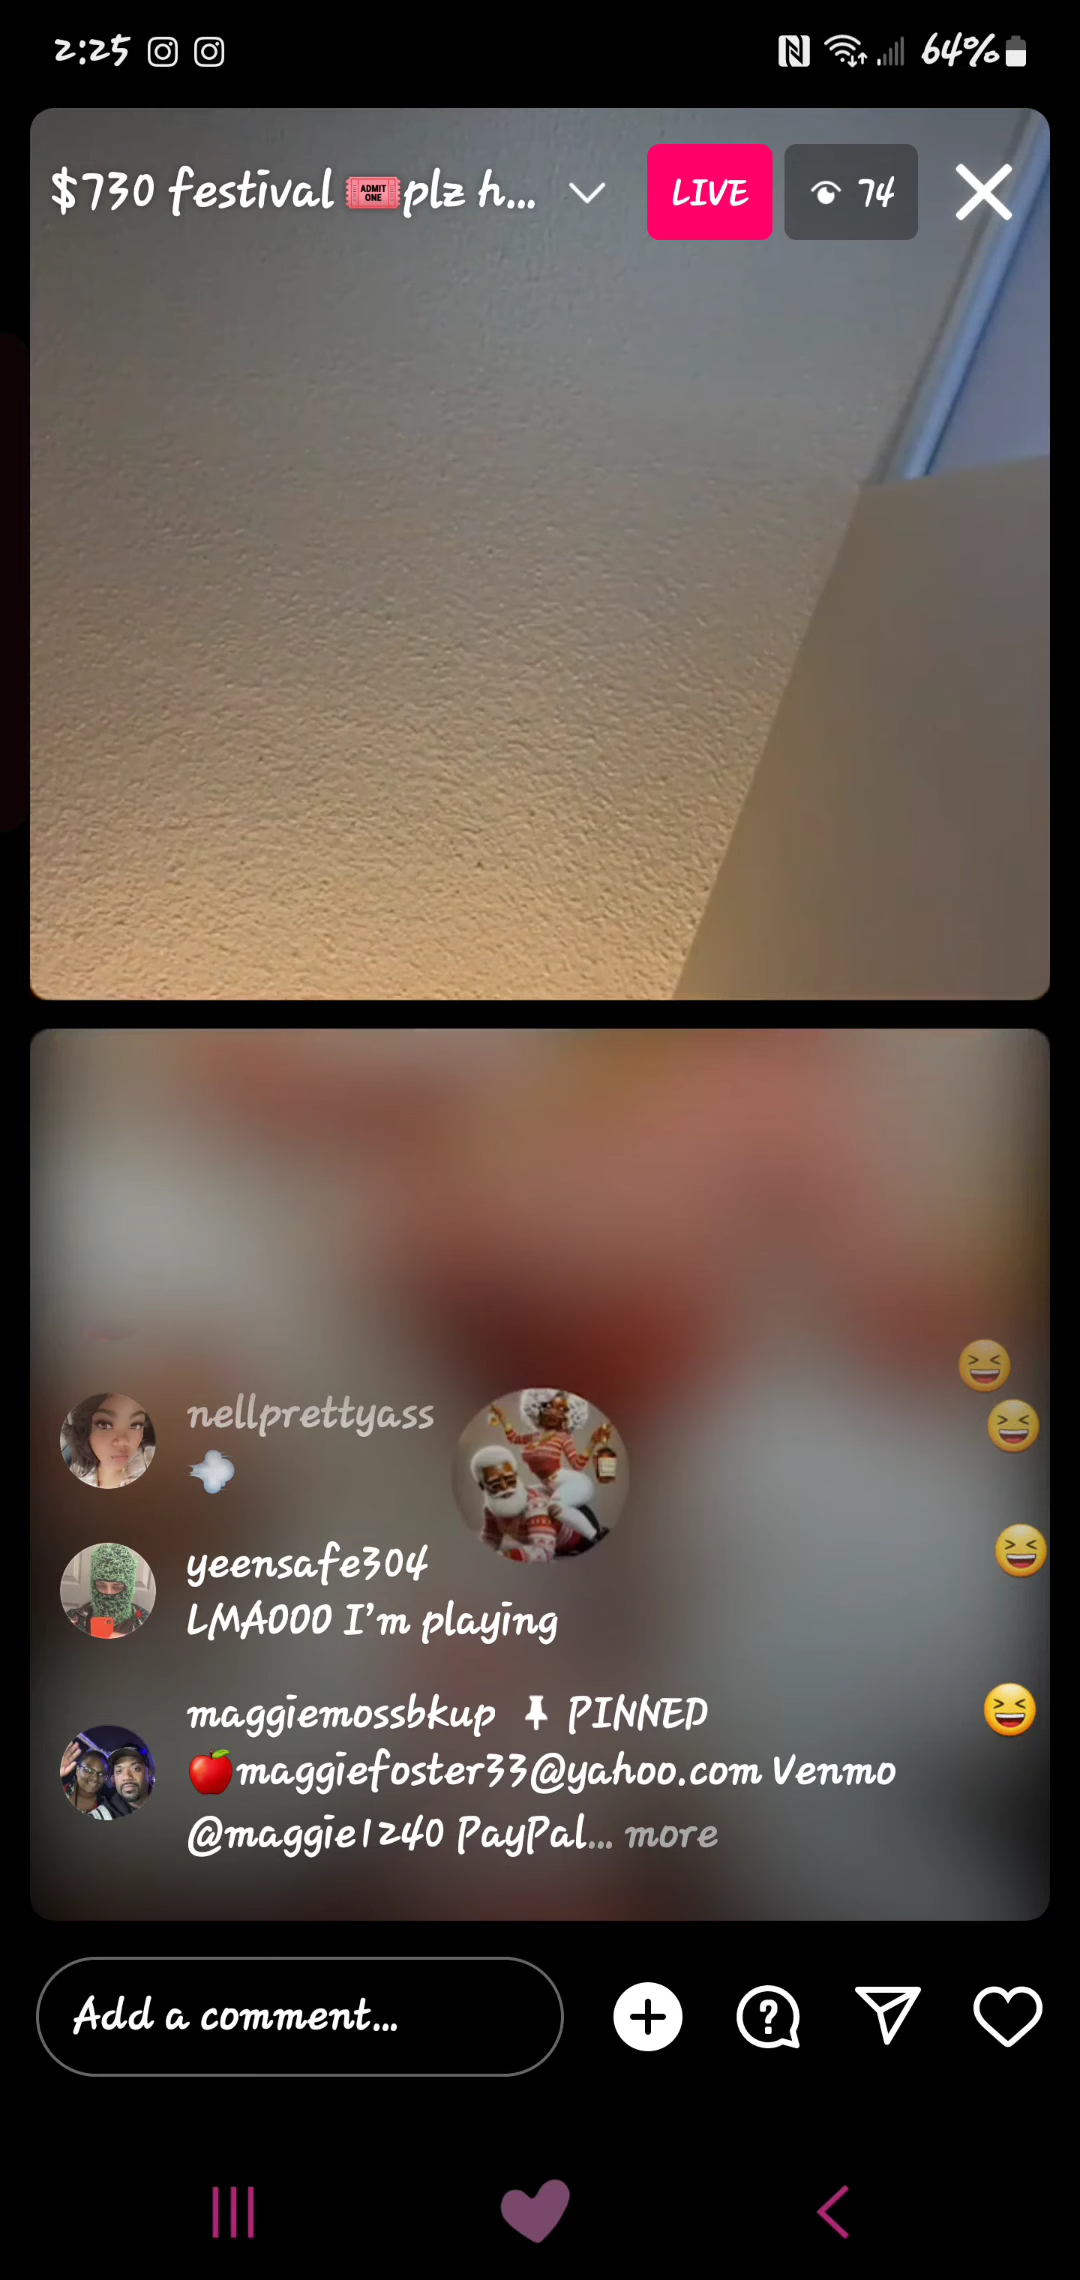 2:25 64%
$730 festival 🎟️plz h... LIVE 74
nellprettyass
💨
yeensafe304
LMAOOO I'm playing
maggiemossbkup 📌 PINNED
🍎maggiefoster33@yahoo.com Venmo
@maggie1240 PayPal... more
Add a comment...